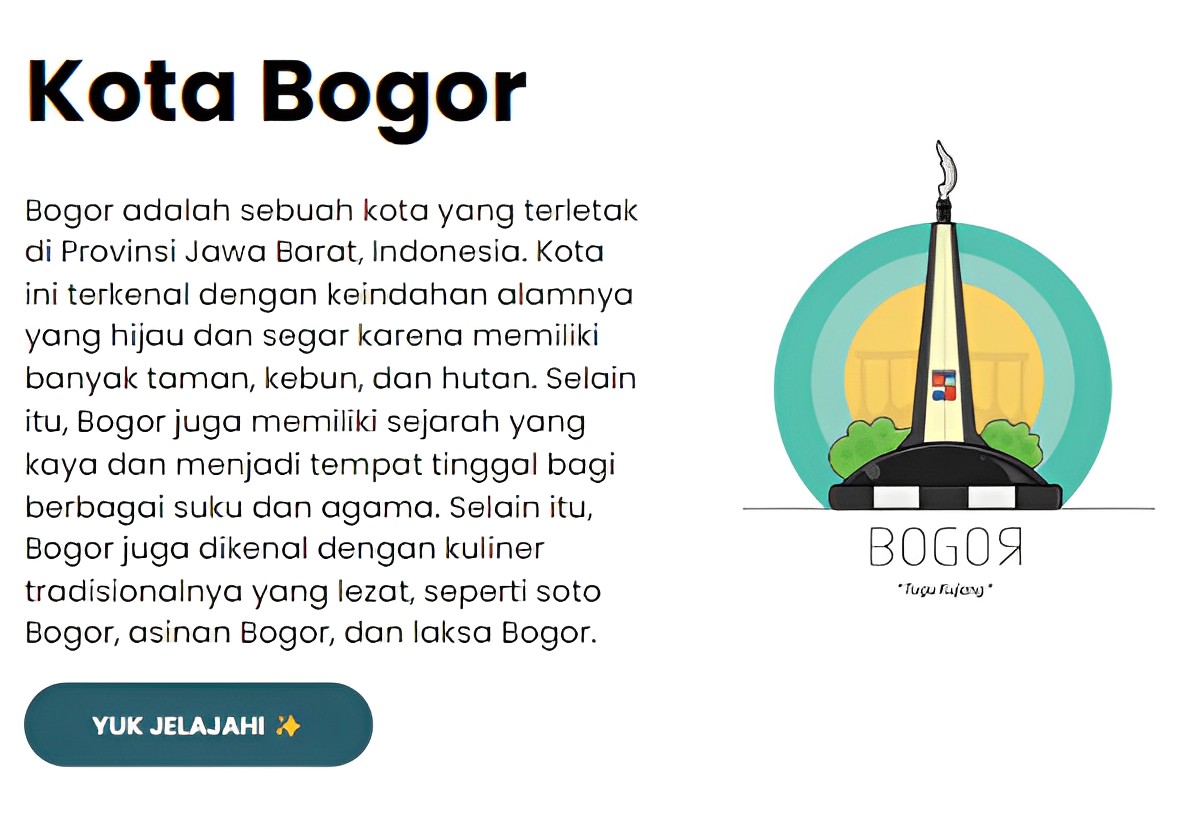 Kota Bogor
Bogor adalah sebuah kota yang terletak
di Provinsi Jawa Barat, Indonesia. Kota
ini terkenal dengan keindahan alamnya
yang hijau dan segar karena memiliki
banyak taman, kebun, dan hutan. Selain
itu, Bogor juga memiliki sejarah yang
kaya dan menjadi tempat tinggal bagi
berbagai suku dan agama. Selain itu,
Bogor juga dikenal dengan kuliner
tradisionalnya yang lezat, seperti soto
Bogor, asinan Bogor, dan laksa Bogor.
YUK JELAJAHI ✨
BOGOR
"Tugu Kujang"